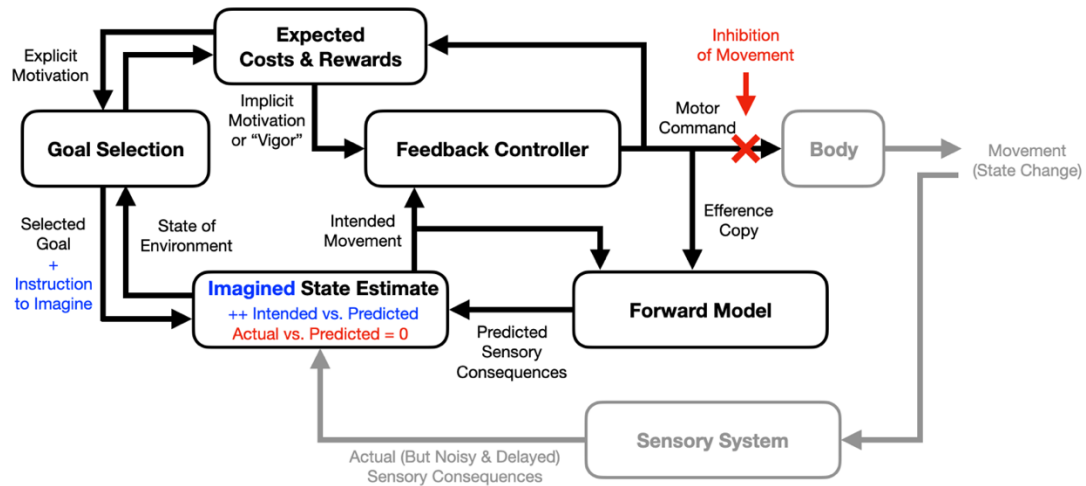 Expected
Costs & Rewards
Inhibition
of Movement
Explicit
Motivation
Implicit
Motivation
or “Vigor”
Motor
Command
Goal Selection
Feedback Controller
Body
Movement
(State Change)
Selected
Goal
+
Instruction
to Imagine
State of
Environment
Intended
Movement
Efference
Copy
Imagined State Estimate
++ Intended vs. Predicted
Actual vs. Predicted = 0
Forward Model
Predicted
Sensory
Consequences
Sensory System
Actual (But Noisy & Delayed)
Sensory Consequences